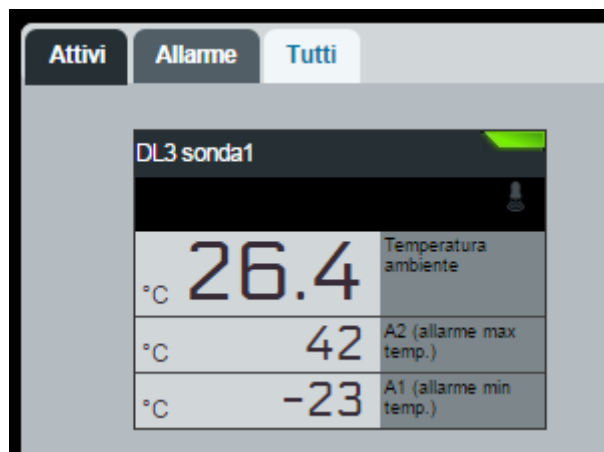 Attivi Allarme Tutti
DL3 sonda1
°C 26.4 Temperatura
ambiente
°C 42 A2 (allarme max
temp.)
°C -23 A1 (allarme min
temp.)